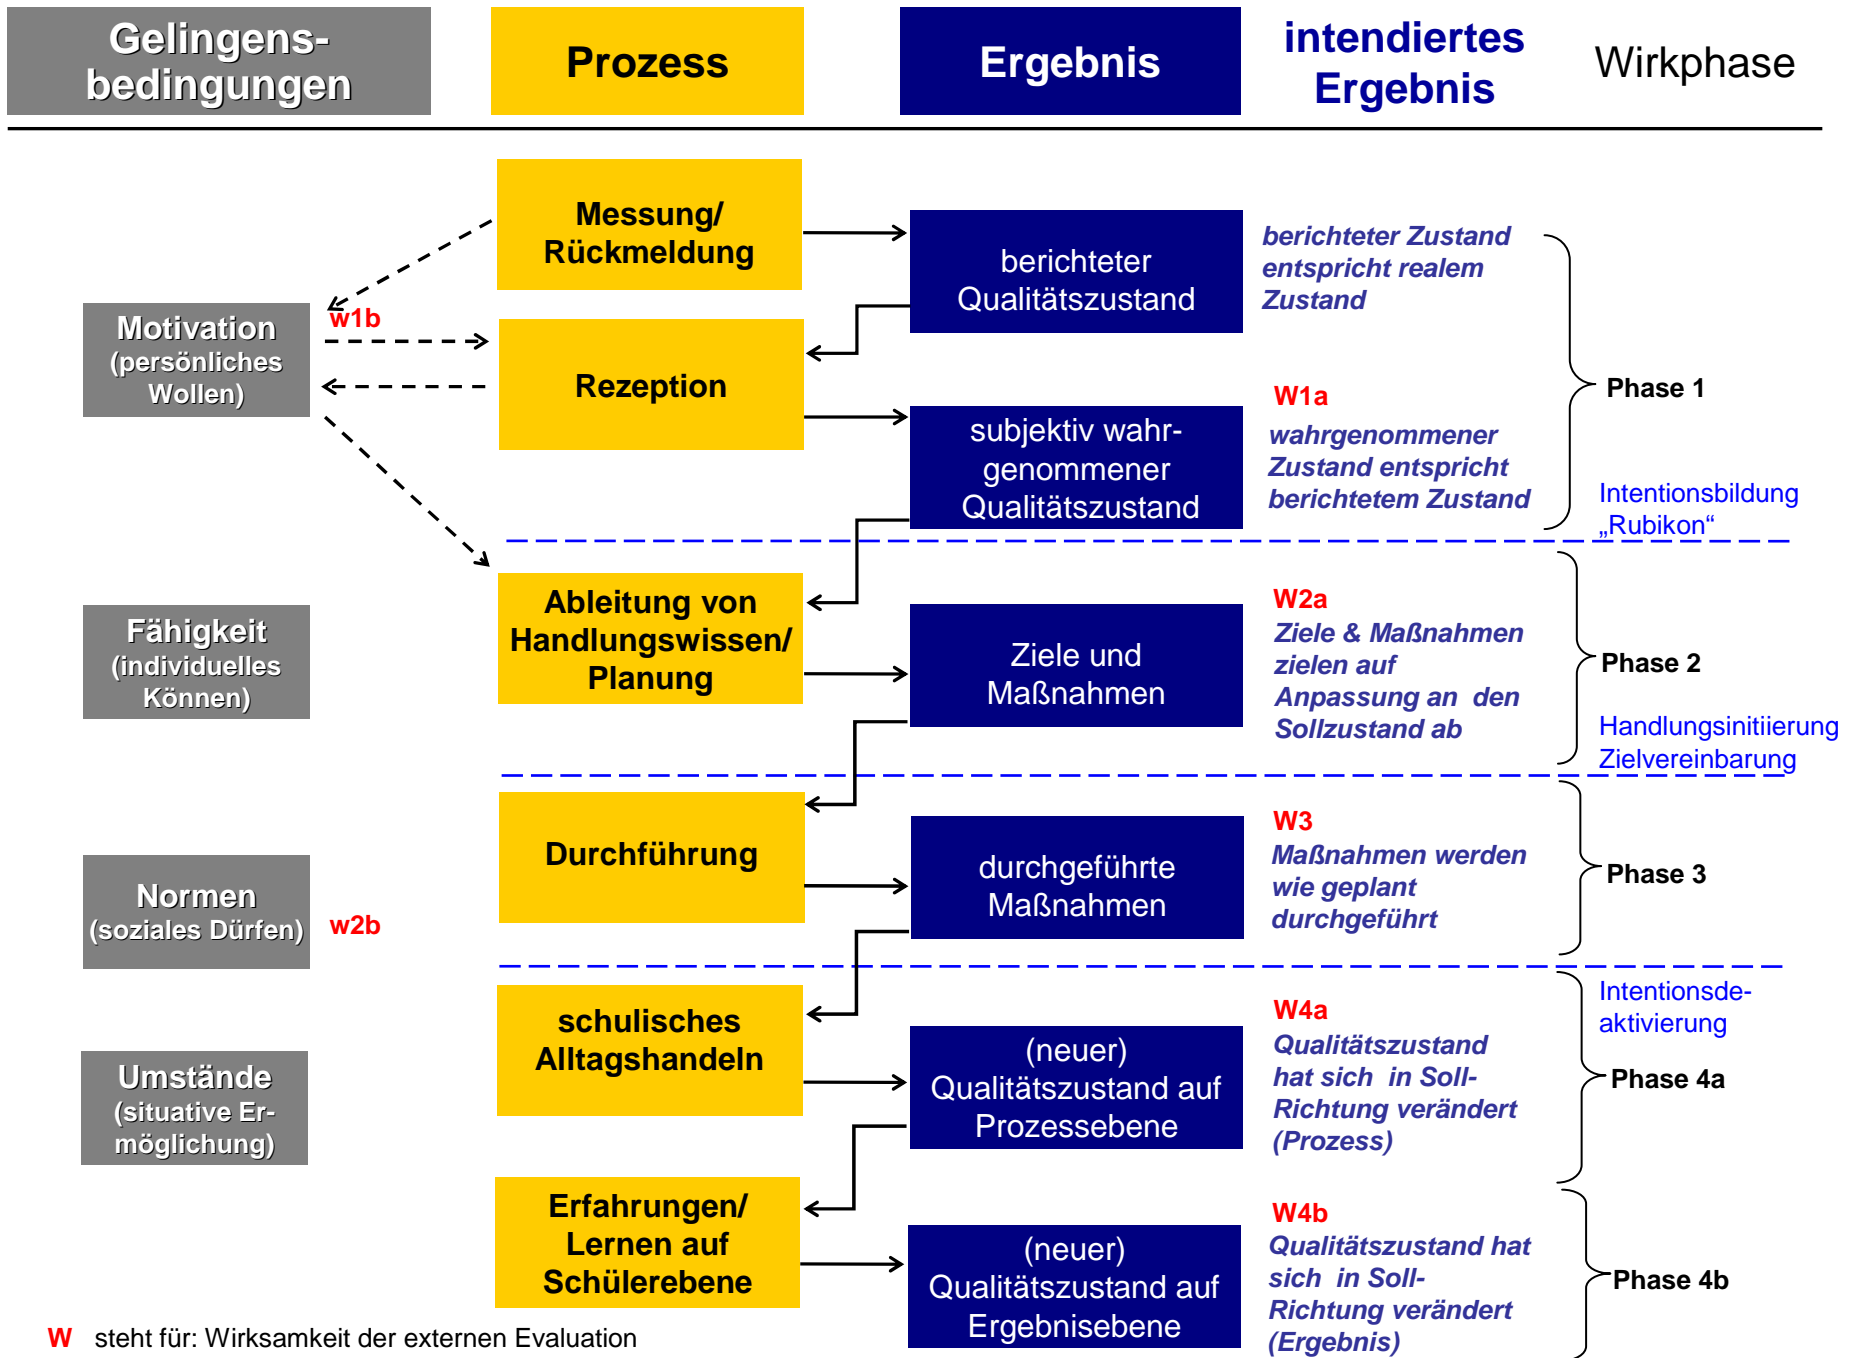 Gelingens-
bedingungen
Prozess
Ergebnis
intendiertes
Ergebnis
Wirkphase
Messung/
Rückmeldung
berichteter
Qualitätszustand
berichteter Zustand
entspricht realem
Zustand
Motivation
(persönliches
Wollen)
w1b
Rezeption
subjektiv wahr-
genommener
Qualitätszustand
W1a
wahrgenommener
Zustand entspricht
berichtetem Zustand
Phase 1
Intentionsbildung
„Rubikon“
Fähigkeit
(individuelles
Können)
Ableitung von
Handlungswissen/
Planung
Ziele und
Maßnahmen
W2a
Ziele & Maßnahmen
zielen auf
Anpassung an den
Sollzustand ab
Phase 2
Handlungsinitiierung
Zielvereinbarung
Normen
(soziales Dürfen)
w2b
Durchführung
durchgeführte
Maßnahmen
W3
Maßnahmen werden
wie geplant
durchgeführt
Phase 3
Umstände
(situative Er-
möglichung)
schulisches
Alltagshandeln
(neuer)
Qualitätszustand auf
Prozessebene
W4a
Qualitätszustand
hat sich in Soll-
Richtung verändert
(Prozess)
Intentionsde-
aktivierung
Phase 4a
Erfahrungen/
Lernen auf
Schülerebene
(neuer)
Qualitätszustand auf
Ergebnisebene
W4b
Qualitätszustand hat
sich in Soll-
Richtung verändert
(Ergebnis)
Phase 4b
W steht für: Wirksamkeit der externen Evaluation